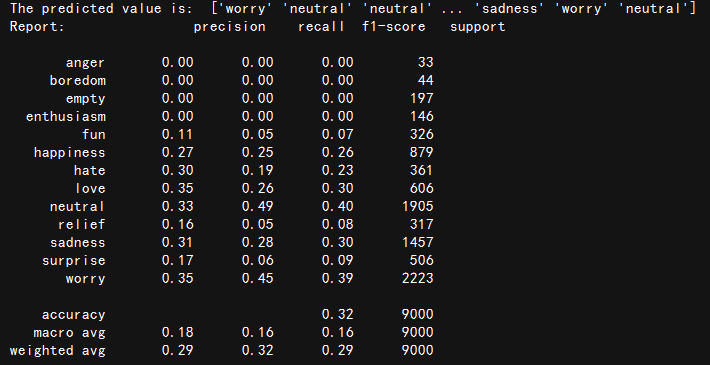 The predicted value is: ['worry' 'neutral' 'neutral' ... 'sadness' 'worry' 'neutral']
Report: precision recall f1-score support
anger 0.00 0.00 0.00 33
boredom 0.00 0.00 0.00 44
empty 0.00 0.00 0.00 197
enthusiasm 0.00 0.00 0.00 146
fun 0.11 0.05 0.07 326
happiness 0.27 0.25 0.26 879
hate 0.30 0.19 0.23 361
love 0.35 0.26 0.30 606
neutral 0.33 0.49 0.40 1905
relief 0.16 0.05 0.08 317
sadness 0.31 0.28 0.30 1457
surprise 0.17 0.06 0.09 506
worry 0.35 0.45 0.39 2223
accuracy 0.32 9000
macro avg 0.18 0.16 0.16 9000
weighted avg 0.29 0.32 0.29 9000